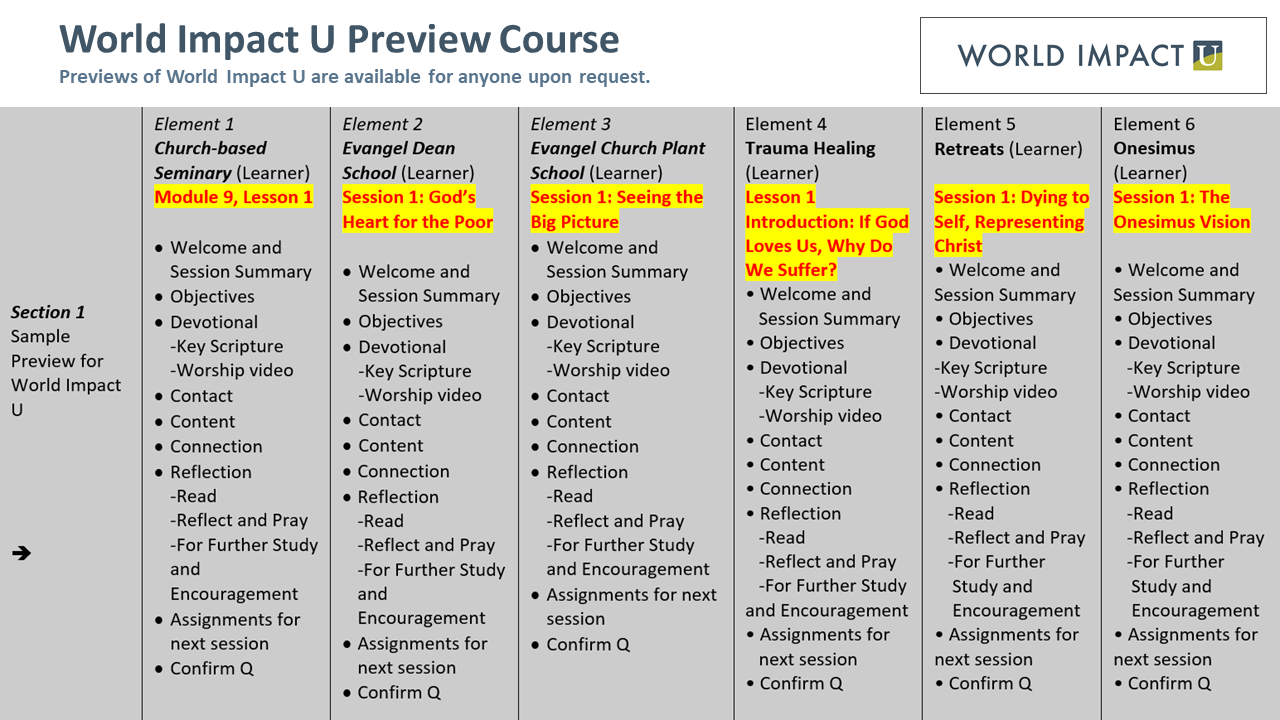 World Impact U Preview Course
Previews of World Impact U are available for anyone upon request.
WORLD IMPACT U
Section 1
Sample
Preview for
World Impact
U
➔
Element 1
Church-based
Seminary (Learner)
Module 9, Lesson 1
• Welcome and
Session Summary
• Objectives
• Devotional
-Key Scripture
-Worship video
• Contact
• Content
• Connection
• Reflection
-Read
-Reflect and Pray
-For Further Study
and
Encouragement
• Assignments for
next session
• Confirm Q
Element 2
Evangel Dean
School (Learner)
Session 1: God’s
Heart for the Poor
• Welcome and
Session Summary
• Objectives
• Devotional
-Key Scripture
-Worship video
• Contact
• Content
• Connection
• Reflection
-Read
-Reflect and Pray
-For Further Study
and
Encouragement
• Assignments for
next session
• Confirm Q
Element 3
Evangel Church Plant
School (Learner)
Session 1: Seeing the
Big Picture
• Welcome and
Session Summary
• Objectives
• Devotional
-Key Scripture
-Worship video
• Contact
• Content
• Connection
• Reflection
-Read
-Reflect and Pray
-For Further Study
and Encouragement
• Assignments for next
session
• Confirm Q
Element 4
Trauma Healing
(Learner)
Lesson 1
Introduction: If God
Loves Us, Why Do
We Suffer?
• Welcome and
Session Summary
• Objectives
• Devotional
-Key Scripture
-Worship video
• Contact
• Content
• Connection
• Reflection
-Read
-Reflect and Pray
-For Further Study
and Encouragement
• Assignments for
next session
• Confirm Q
Element 5
Retreats (Learner)
Session 1: Dying to
Self, Representing
Christ
• Welcome and
Session Summary
• Objectives
• Devotional
-Key Scripture
-Worship video
• Contact
• Content
• Connection
• Reflection
-Read
-Reflect and Pray
-For Further
Study and
Encouragement
• Assignments for
next session
• Confirm Q
Element 6
Onesimus
(Learner)
Session 1: The
Onesimus Vision
• Welcome and
Session Summary
• Objectives
• Devotional
-Key Scripture
-Worship video
• Contact
• Content
• Connection
• Reflection
-Read
-Reflect and Pray
-For Further
Study and
Encouragement
• Assignments for
next session
• Confirm Q